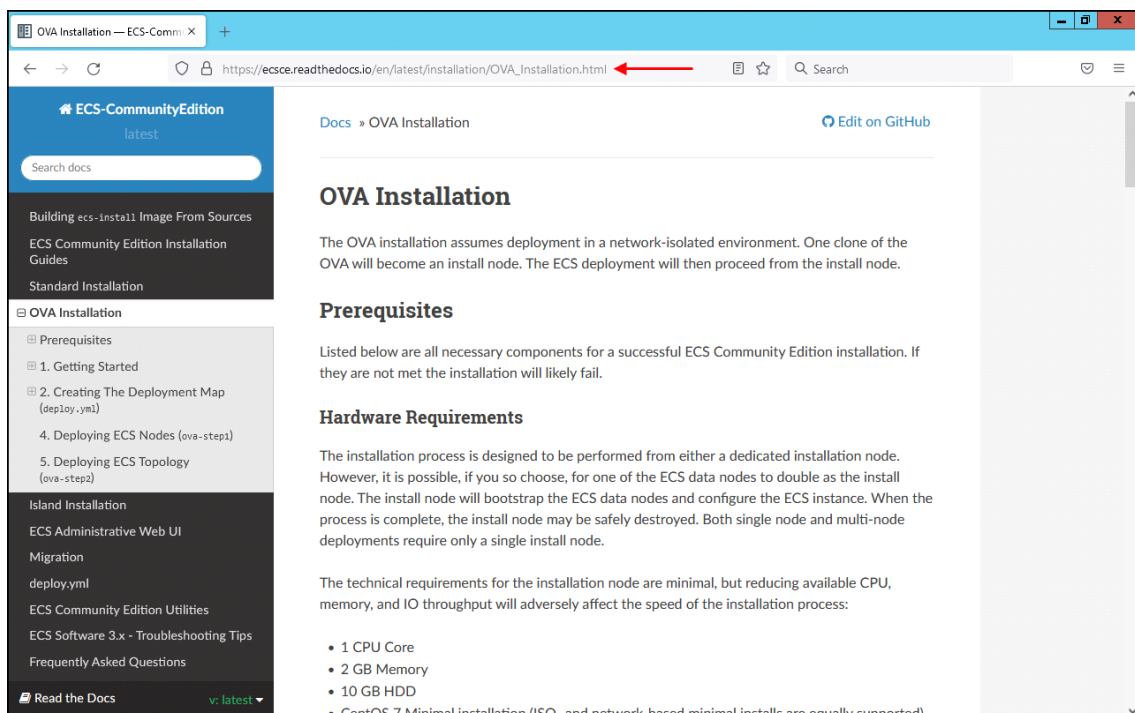 OVA Installation — ECS-Comm
https://ecsce.readthedocs.io/en/latest/installation/OVA_Installation.html
Search
ECS-CommunityEdition
latest
Search docs
Building ecs-install Image From Sources
ECS Community Edition Installation
Guides
Standard Installation
OVA Installation
Prerequisites
1. Getting Started
2. Creating The Deployment Map
(deploy.yml)
4. Deploying ECS Nodes (ova-step1)
5. Deploying ECS Topology
(ova-step2)
Island Installation
ECS Administrative Web UI
Migration
deploy.yml
ECS Community Edition Utilities
ECS Software 3.x - Troubleshooting Tips
Frequently Asked Questions
Read the Docs
v: latest
Docs » OVA Installation
Edit on GitHub
OVA Installation
The OVA installation assumes deployment in a network-isolated environment. One clone of the
OVA will become an install node. The ECS deployment will then proceed from the install node.
Prerequisites
Listed below are all necessary components for a successful ECS Community Edition installation. If
they are not met the installation will likely fail.
Hardware Requirements
The installation process is designed to be performed from either a dedicated installation node.
However, it is possible, if you so choose, for one of the ECS data nodes to double as the install
node. The install node will bootstrap the ECS data nodes and configure the ECS instance. When the
process is complete, the install node may be safely destroyed. Both single node and multi-node
deployments require only a single install node.
The technical requirements for the installation node are minimal, but reducing available CPU,
memory, and IO throughput will adversely affect the speed of the installation process:
• 1 CPU Core
• 2 GB Memory
• 10 GB HDD
• CentOS 7 Minimal installation (ISO- and network-based minimal installs are equally supported)